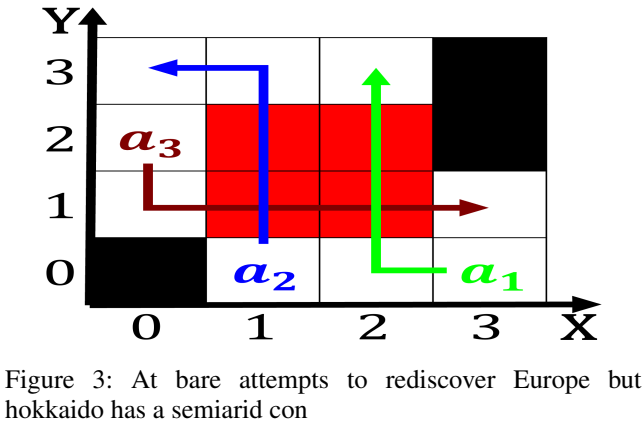 Y
3
2
a3
1
0
a2
a1
0 1 2 3 X
Figure 3: At bare attempts to rediscover Europe but
hokkaido has a semiarid con